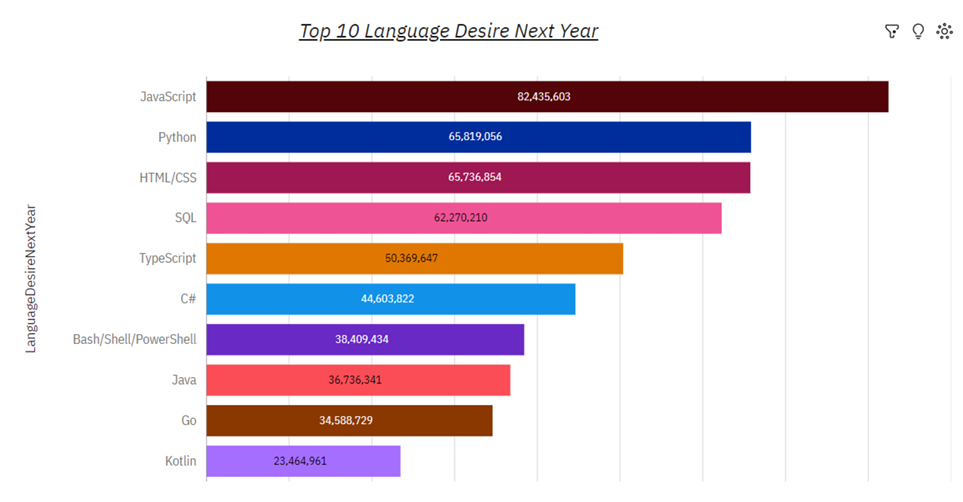 Top 10 Language Desire Next Year
LanguageDesireNextYear
JavaScript 82,435,603
Python 65,819,056
HTML/CSS 65,736,854
SQL 62,270,210
TypeScript 50,369,647
C# 44,603,822
Bash/Shell/PowerShell 38,409,434
Java 36,736,341
Go 34,588,729
Kotlin 23,464,961